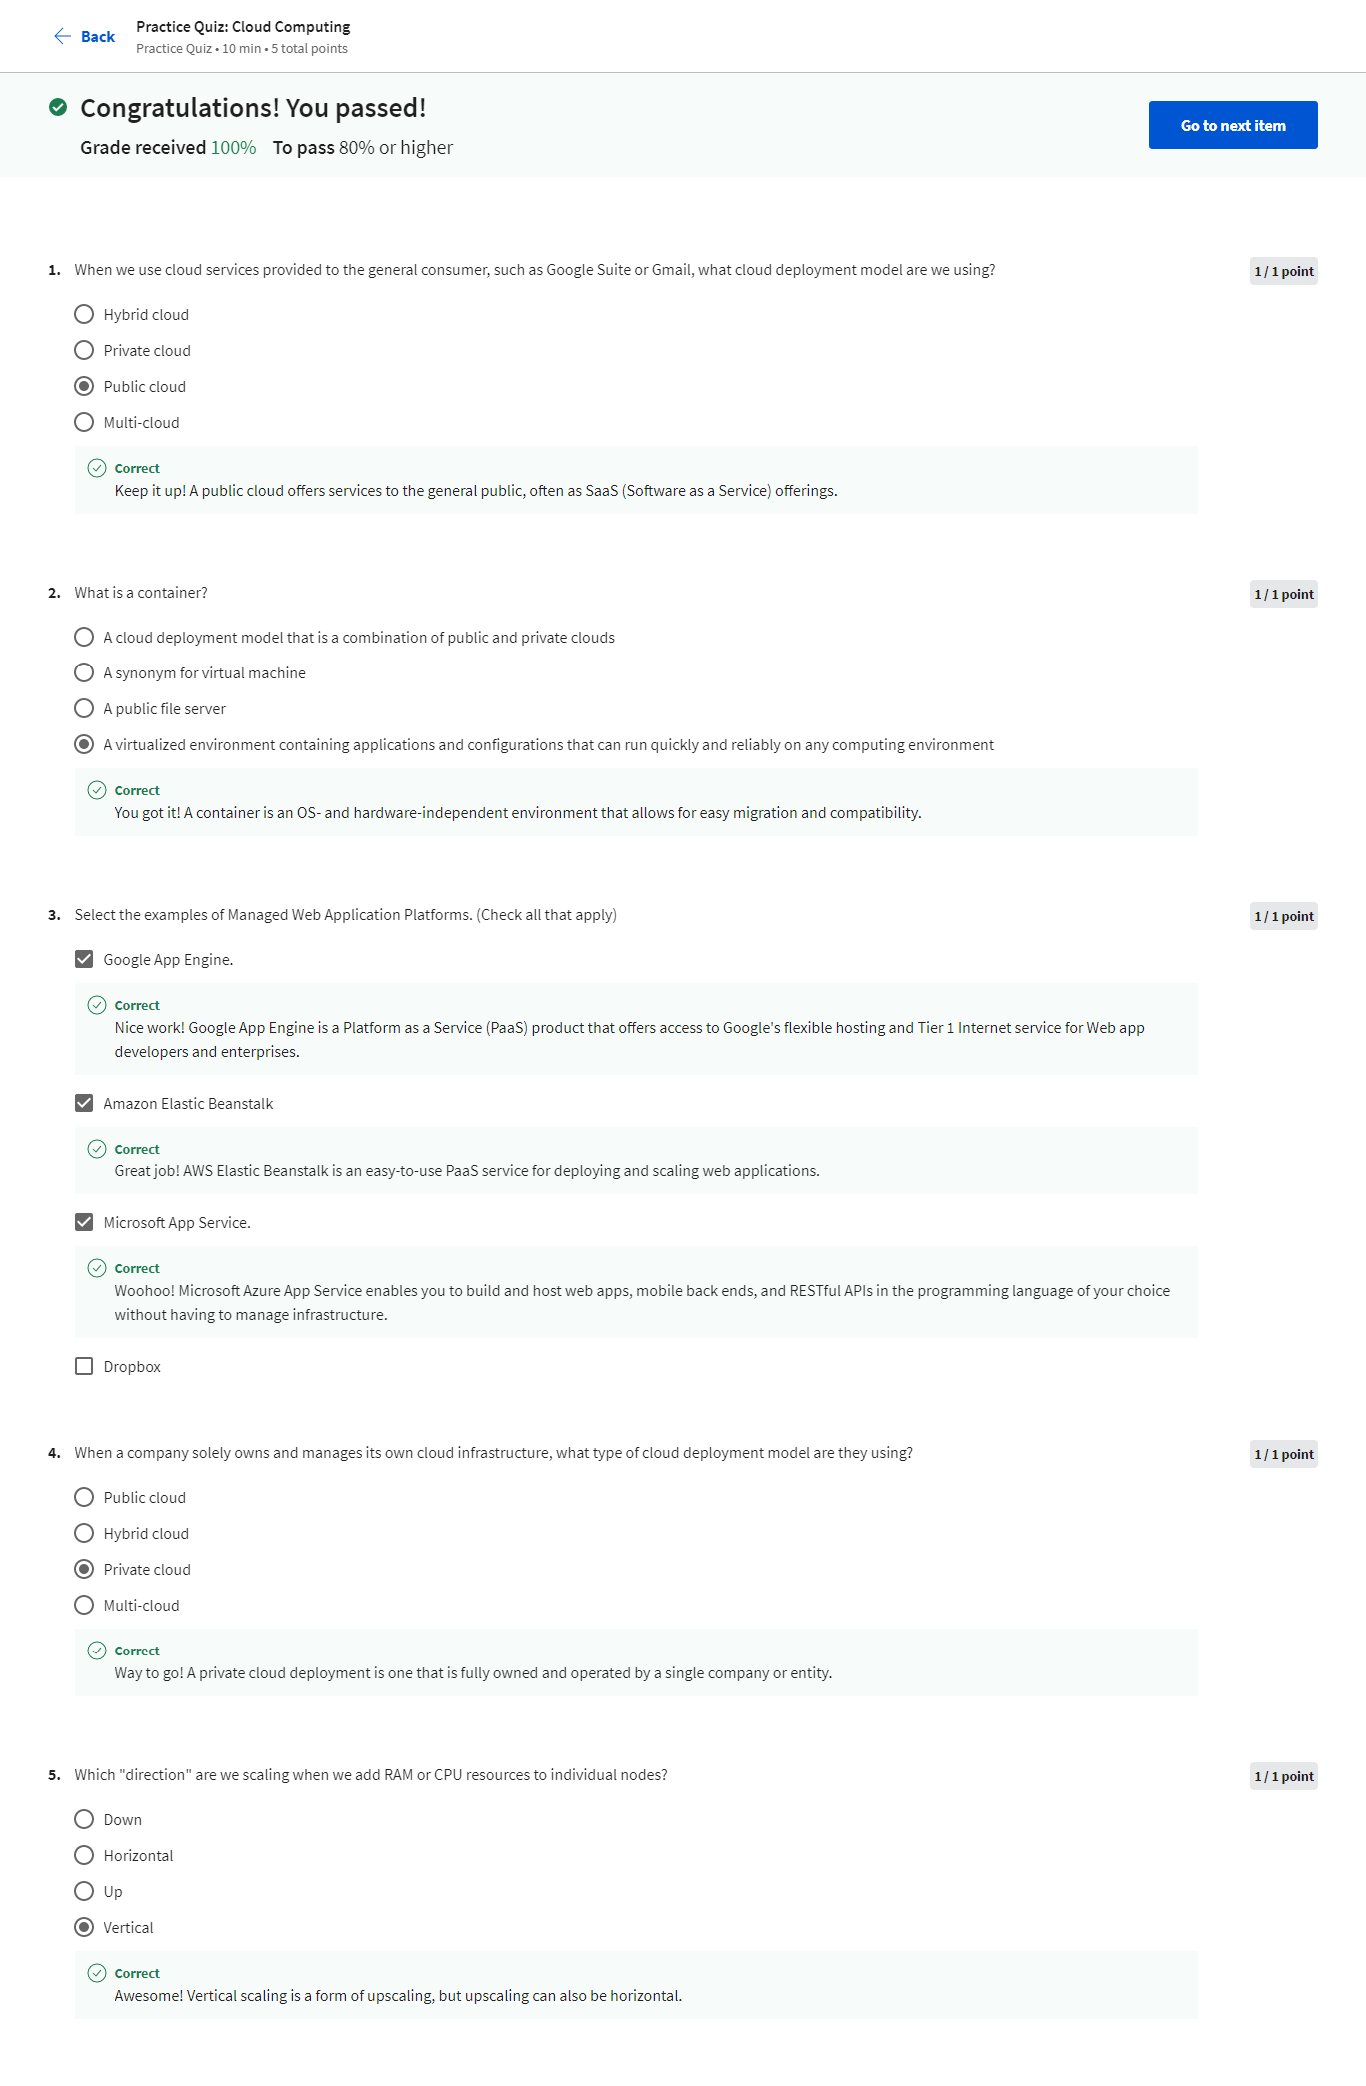 Back
Practice Quiz: Cloud Computing
Practice Quiz • 10 min • 5 total points
Congratulations! You passed!
Grade received 100% To pass 80% or higher
Go to next item
1. When we use cloud services provided to the general consumer, such as Google Suite or Gmail, what cloud deployment model are we using?
1 / 1 point
Hybrid cloud
Private cloud
Public cloud
Multi-cloud
Correct
Keep it up! A public cloud offers services to the general public, often as SaaS (Software as a Service) offerings.
2. What is a container?
1 / 1 point
A cloud deployment model that is a combination of public and private clouds
A synonym for virtual machine
A public file server
A virtualized environment containing applications and configurations that can run quickly and reliably on any computing environment
Correct
You got it! A container is an OS- and hardware-independent environment that allows for easy migration and compatibility.
3. Select the examples of Managed Web Application Platforms. (Check all that apply)
1 / 1 point
Google App Engine.
Correct
Nice work! Google App Engine is a Platform as a Service (PaaS) product that offers access to Google's flexible hosting and Tier 1 Internet service for Web app
developers and enterprises.
Amazon Elastic Beanstalk
Correct
Great job! AWS Elastic Beanstalk is an easy-to-use PaaS service for deploying and scaling web applications.
Microsoft App Service.
Correct
Woohoo! Microsoft Azure App Service enables you to build and host web apps, mobile back ends, and RESTful APIs in the programming language of your choice
without having to manage infrastructure.
Dropbox
4. When a company solely owns and manages its own cloud infrastructure, what type of cloud deployment model are they using?
1 / 1 point
Public cloud
Hybrid cloud
Private cloud
Multi-cloud
Correct
Way to go! A private cloud deployment is one that is fully owned and operated by a single company or entity.
5. Which "direction" are we scaling when we add RAM or CPU resources to individual nodes?
1 / 1 point
Down
Horizontal
Up
Vertical
Correct
Awesome! Vertical scaling is a form of upscaling, but upscaling can also be horizontal.